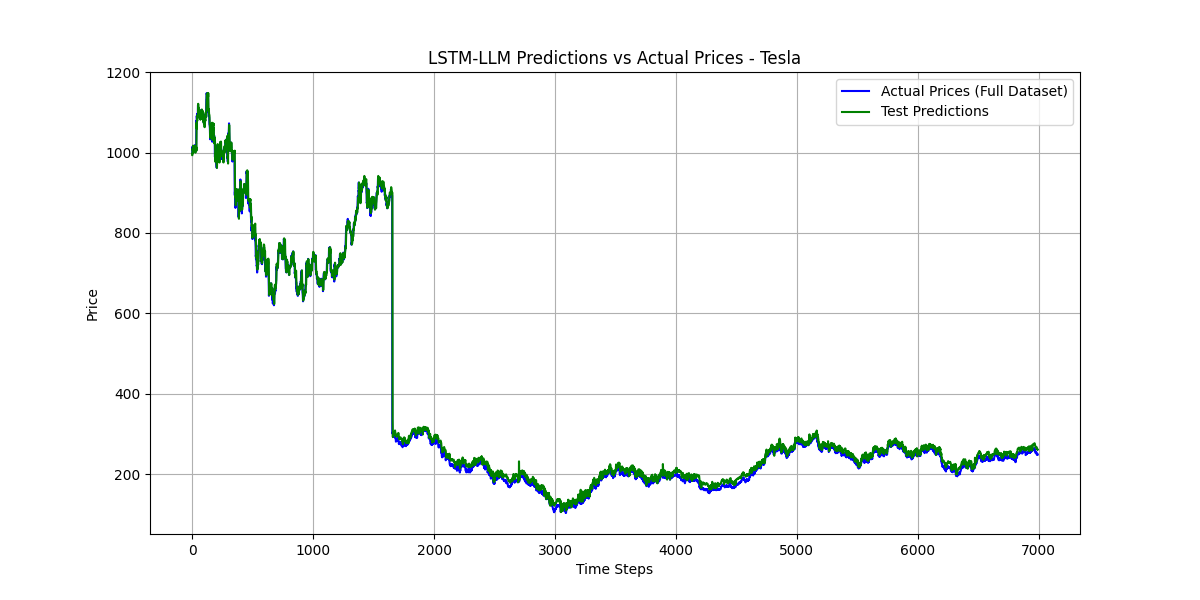 LSTM-LLM Predictions vs Actual Prices - Tesla
1200
1000
800
600
400
200
Price
Actual Prices (Full Dataset)
Test Predictions
0 1000 2000 3000 4000 5000 6000 7000
Time Steps